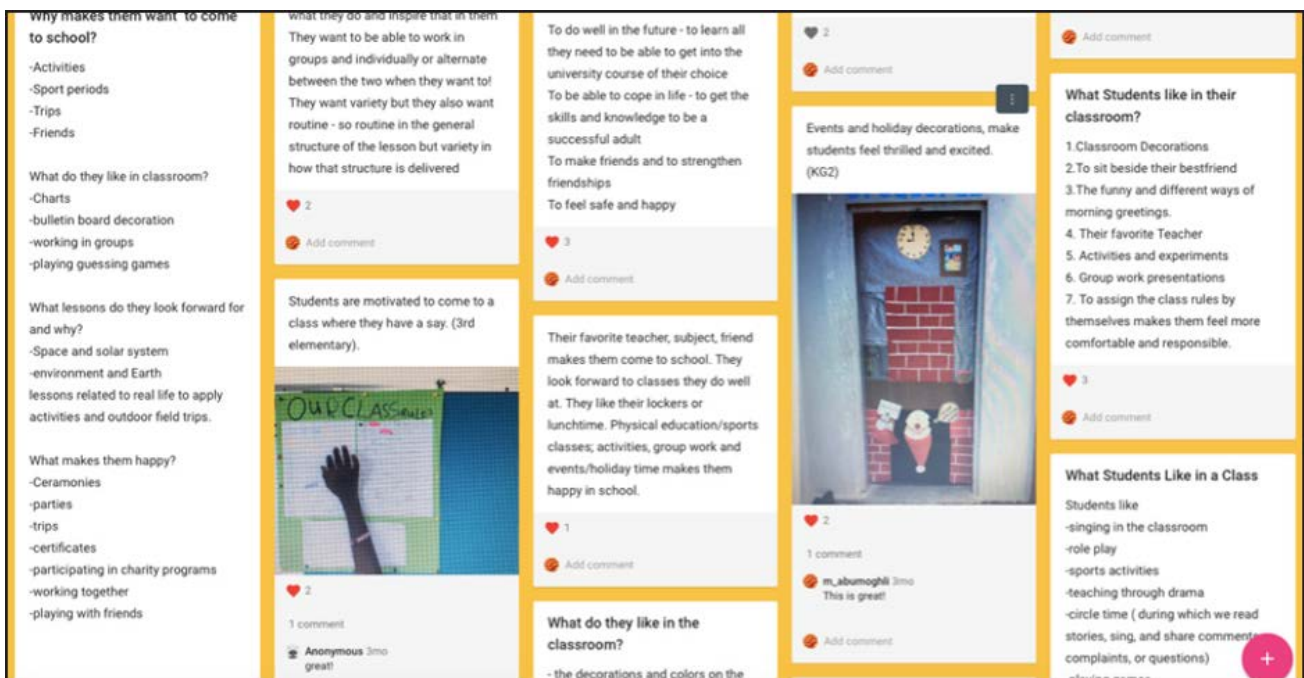 Why makes them want to come
to school?
-Activities
-Sport periods
-Trips
-Friends
What do they like in classroom?
-Charts
-bulletin board decoration
-working in groups
-playing guessing games
What lessons do they look forward for
and why?
-Space and solar system
-environment and Earth
lessons related to real life to apply
activities and outdoor field trips.
What makes them happy?
-Ceramonies
-parties
-trips
-certificates
-participating in charity programs
-working together
-playing with friends
what they do and inspire that in them
They want to be able to work in
groups and individually or alternate
between the two when they want to!
They want variety but they also want
routine - so routine in the general
structure of the lesson but variety in
how that structure is delivered
2
Add comment
Students are motivated to come to a
class where they have a say. (3rd
elementary).
OUR CLASS rules
2
1 comment
Anonymous 3mo
great!
To do well in the future - to learn all
they need to be able to get into the
university course of their choice
To be able to cope in life - to get the
skills and knowledge to be a
successful adult
To make friends and to strengthen
friendships
To feel safe and happy
3
Add comment
Their favorite teacher, subject, friend
makes them come to school. They
look forward to classes they do well
at. They like their lockers or
lunchtime. Physical education/sports
classes; activities, group work and
events/holiday time makes them
happy in school.
1
Add comment
What do they like in the
classroom?
- the decorations and colors on the
2
Add comment
Events and holiday decorations, make
students feel thrilled and excited.
(KG2)
2
1 comment
m_abumoghli 3mo
This is great!
Add comment
Add comment
What Students like in their
classroom?
1.Classroom Decorations
2.To sit beside their bestfriend
3.The funny and different ways of
morning greetings.
4. Their favorite Teacher
5. Activities and experiments
6. Group work presentations
7. To assign the class rules by
themselves makes them feel more
comfortable and responsible.
3
Add comment
What Students Like in a Class
Students like
-singing in the classroom
-role play
-sports activities
-teaching through drama
-circle time ( during which we read
stories, sing, and share comments
complaints, or questions)
-playing games